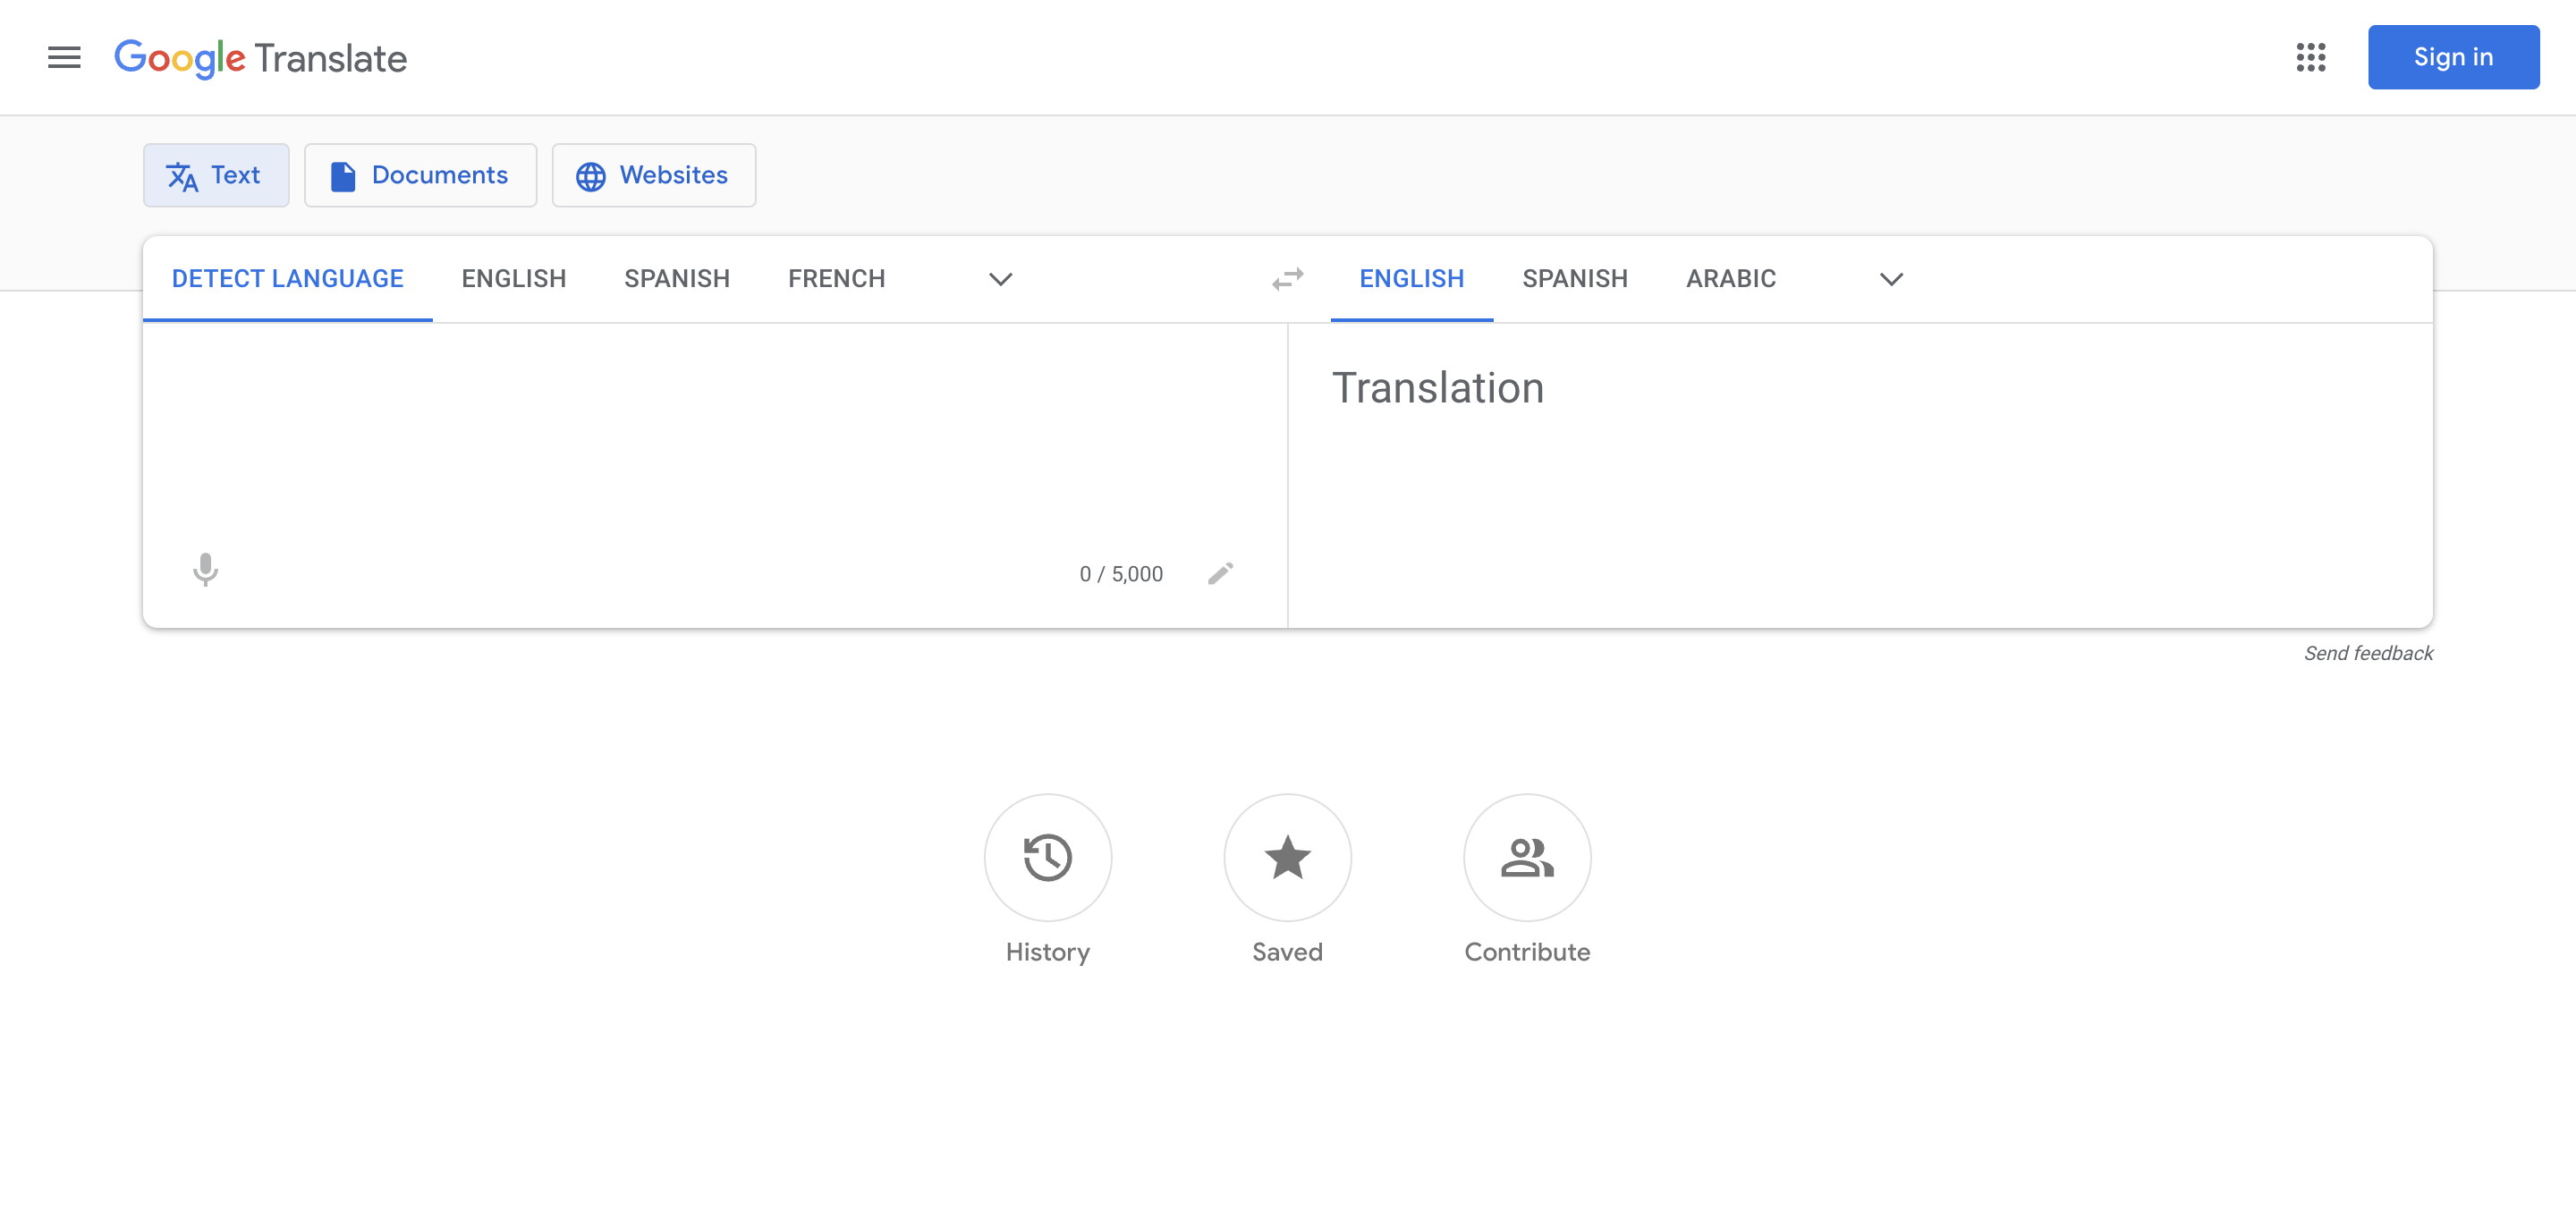 Google Translate
Sign in
Text Documents Websites
DETECT LANGUAGE ENGLISH SPANISH FRENCH ENGLISH SPANISH ARABIC
Translation
0 / 5,000
Send feedback
History Saved Contribute